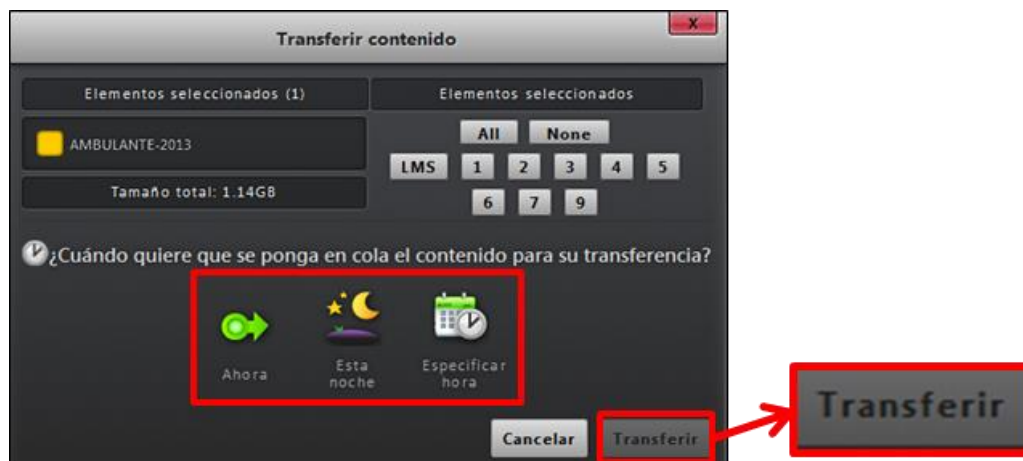 Transferir contenido
X
Elementos seleccionados (1)
Elementos seleccionados
AMBULANTE-2013
All None
LMS 1 2 3 4 5
Tamaño total: 1.14GB
6 7 9
¿Cuándo quiere que se ponga en cola el contenido para su transferencia?
Ahora
Esta
noche
Especificar
hora
Cancelar
Transferir
Transferir